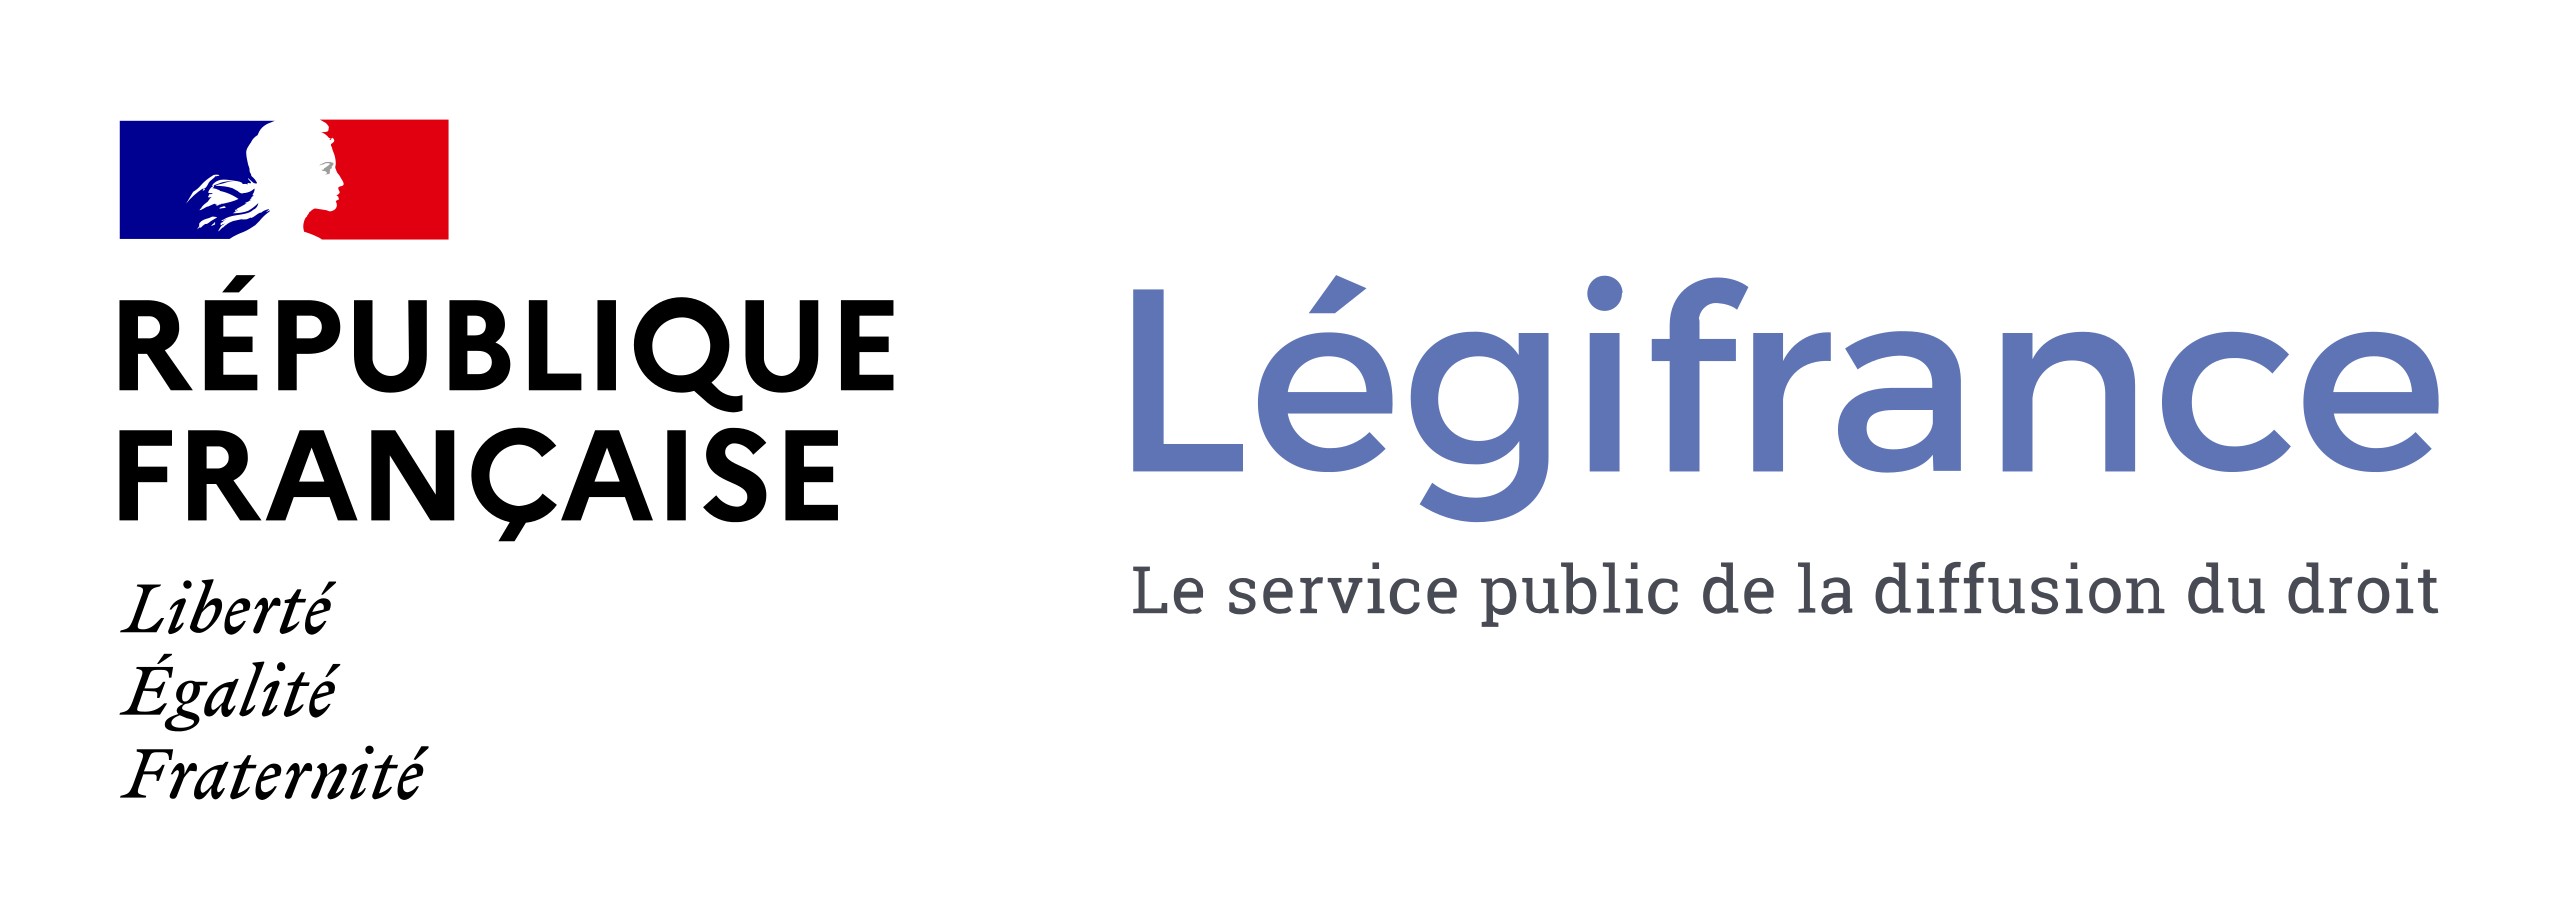 RÉPUBLIQUE
FRANÇAISE
Liberté
Égalité
Fraternité
Légifrance
Le service public de la diffusion du droit